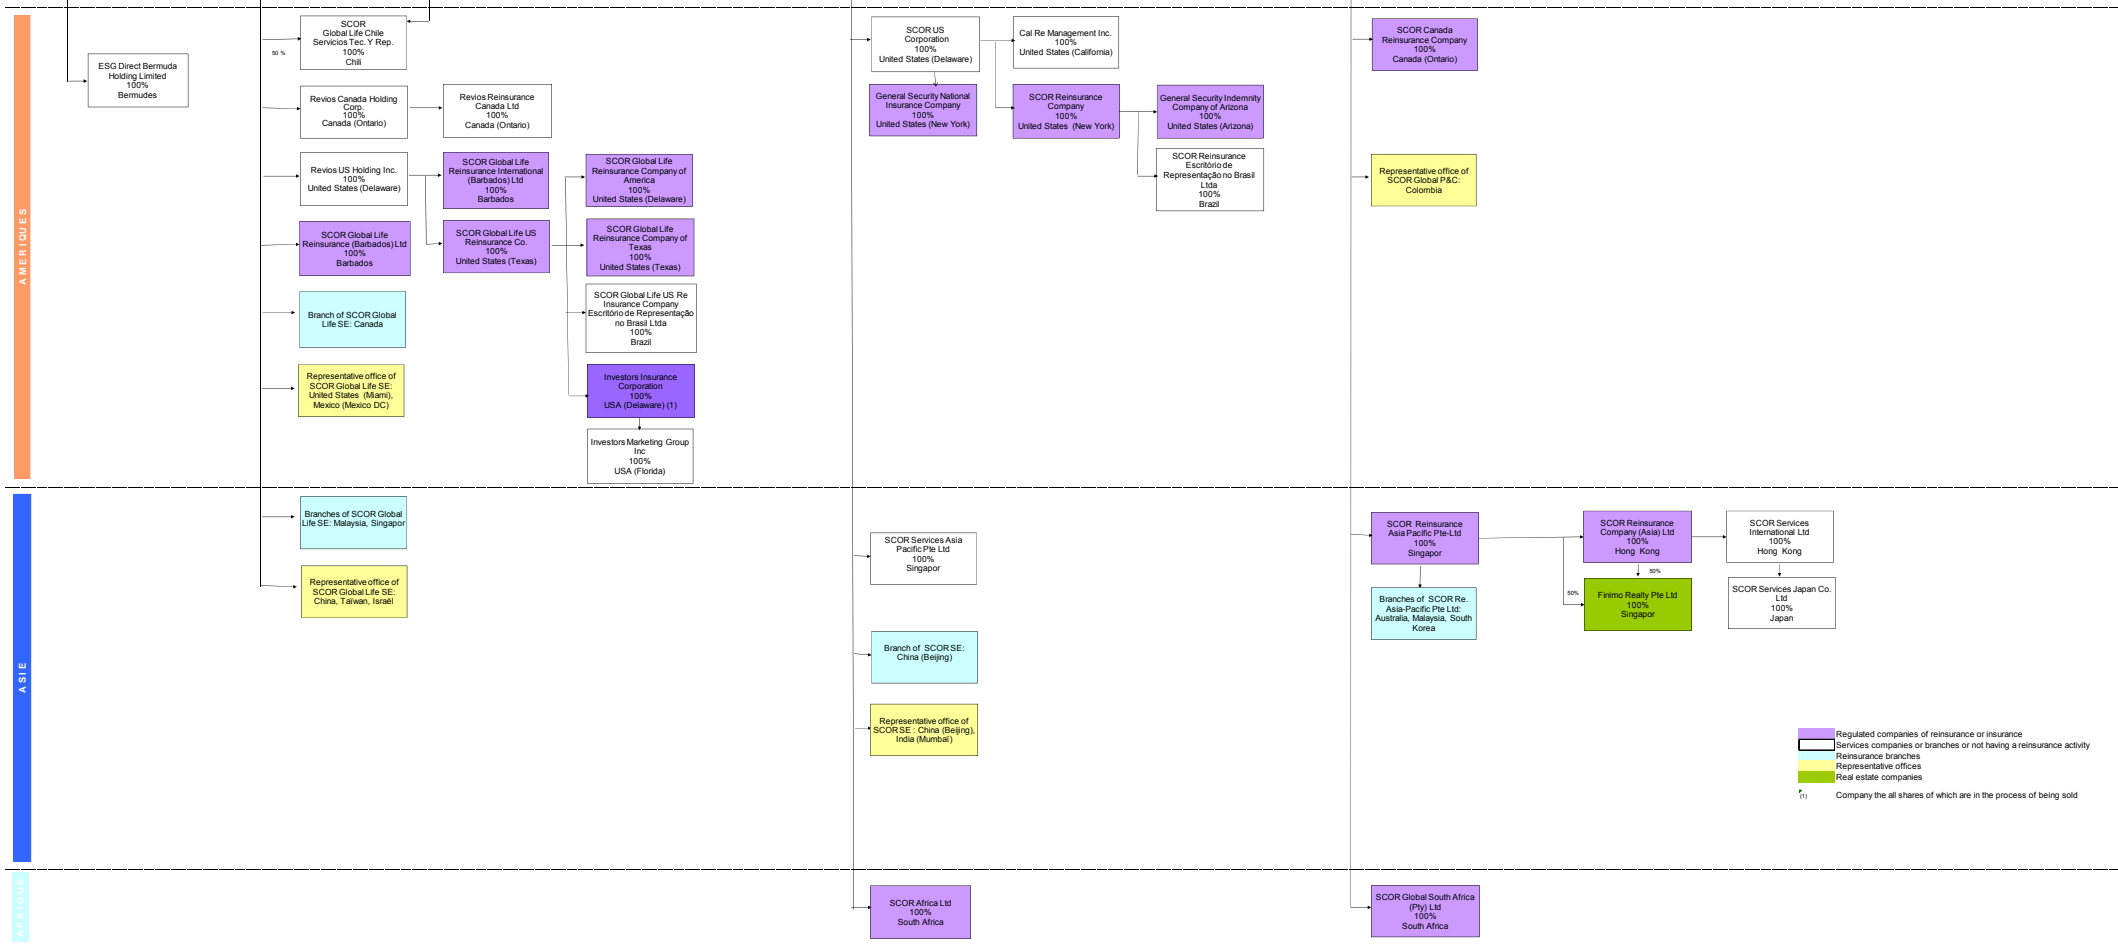 AMERIQUES
ESG Direct Bermuda
Holding Limited
100%
Bermudes
50 %
SCOR
Global Life Chile
Servicios Tec. Y Rep.
100%
Chili
Revios Canada Holding
Corp.
100%
Canada (Ontario)
Revios Reinsurance
Canada Ltd
100%
Canada (Ontario)
Revios US Holding Inc.
100%
United States (Delaware)
SCOR Global Life
Reinsurance International
(Barbados) Ltd
100%
Barbados
SCOR Global Life
Reinsurance Company of
America
100%
United States (Delaware)
SCOR Global Life
Reinsurance (Barbados) Ltd
100%
Barbados
SCOR Global Life US
Reinsurance Co.
100%
United States (Texas)
SCOR Global Life
Reinsurance Company of
Texas
100%
United States (Texas)
Branch of SCOR Global
Life SE: Canada
SCOR Global Life US Re
Insurance Company
Escritório de Representação
no Brasil Ltda
100%
Brazil
Representative office of
SCOR Global Life SE:
United States (Miami),
Mexico (Mexico DC)
Investors Insurance
Corporation
100%
USA (Delaware) (1)
Investors Marketing Group
Inc
100%
USA (Florida)
SCOR US
Corporation
100%
United States (Delaware)
Cal Re Management Inc.
100%
United States (California)
General Security National
Insurance Company
100%
United States (New York)
SCOR Reinsurance
Company
100%
United States (New York)
General Security Indemnity
Company of Arizona
100%
United States (Arizona)
SCOR Reinsurance
Escritório de
Representação no Brasil
Ltda
100%
Brazil
SCOR Canada
Reinsurance Company
100%
Canada (Ontario)
Representative office of
SCOR Global P&C:
Colombia
ASIE
Branches of SCOR Global
Life SE: Malaysia, Singapor
Representative office of
SCOR Global Life SE:
China, Taïwan, Israël
SCOR Services Asia
Pacific Pte Ltd
100%
Singapor
Branch of SCOR SE:
China (Beijing)
Representative office of
SCOR SE : China (Beijing),
India (Mumbaï)
SCOR Reinsurance
Asia Pacific Pte-Ltd
100%
Singapor
SCOR Reinsurance
Company (Asia) Ltd
100%
Hong Kong
SCOR Services
International Ltd
100%
Hong Kong
50%
50%
Branches of SCOR Re.
Asia-Pacific Pte Ltd:
Australia, Malaysia, South
Korea
Finimo Realty Pte Ltd
100%
Singapor
SCOR Services Japan Co.
Ltd
100%
Japan
Regulated companies of reinsurance or insurance
Services companies or branches or not having a reinsurance activity
Reinsurance branches
Representative offices
Real estate companies
(1) Company the all shares of which are in the process of being sold
AFRIQUE
SCOR Africa Ltd
100%
South Africa
SCOR Global South Africa
(Pty) Ltd
100%
South Africa